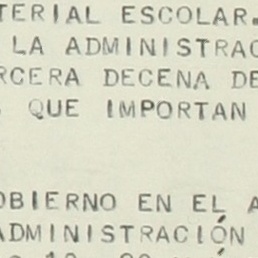 TERIAL ESCOLAR.
LA ADMINISTRAC
RCERA DECENA DE
QUE IMPORTAN
OBIERNO EN EL A
ADMINISTRACIÓN